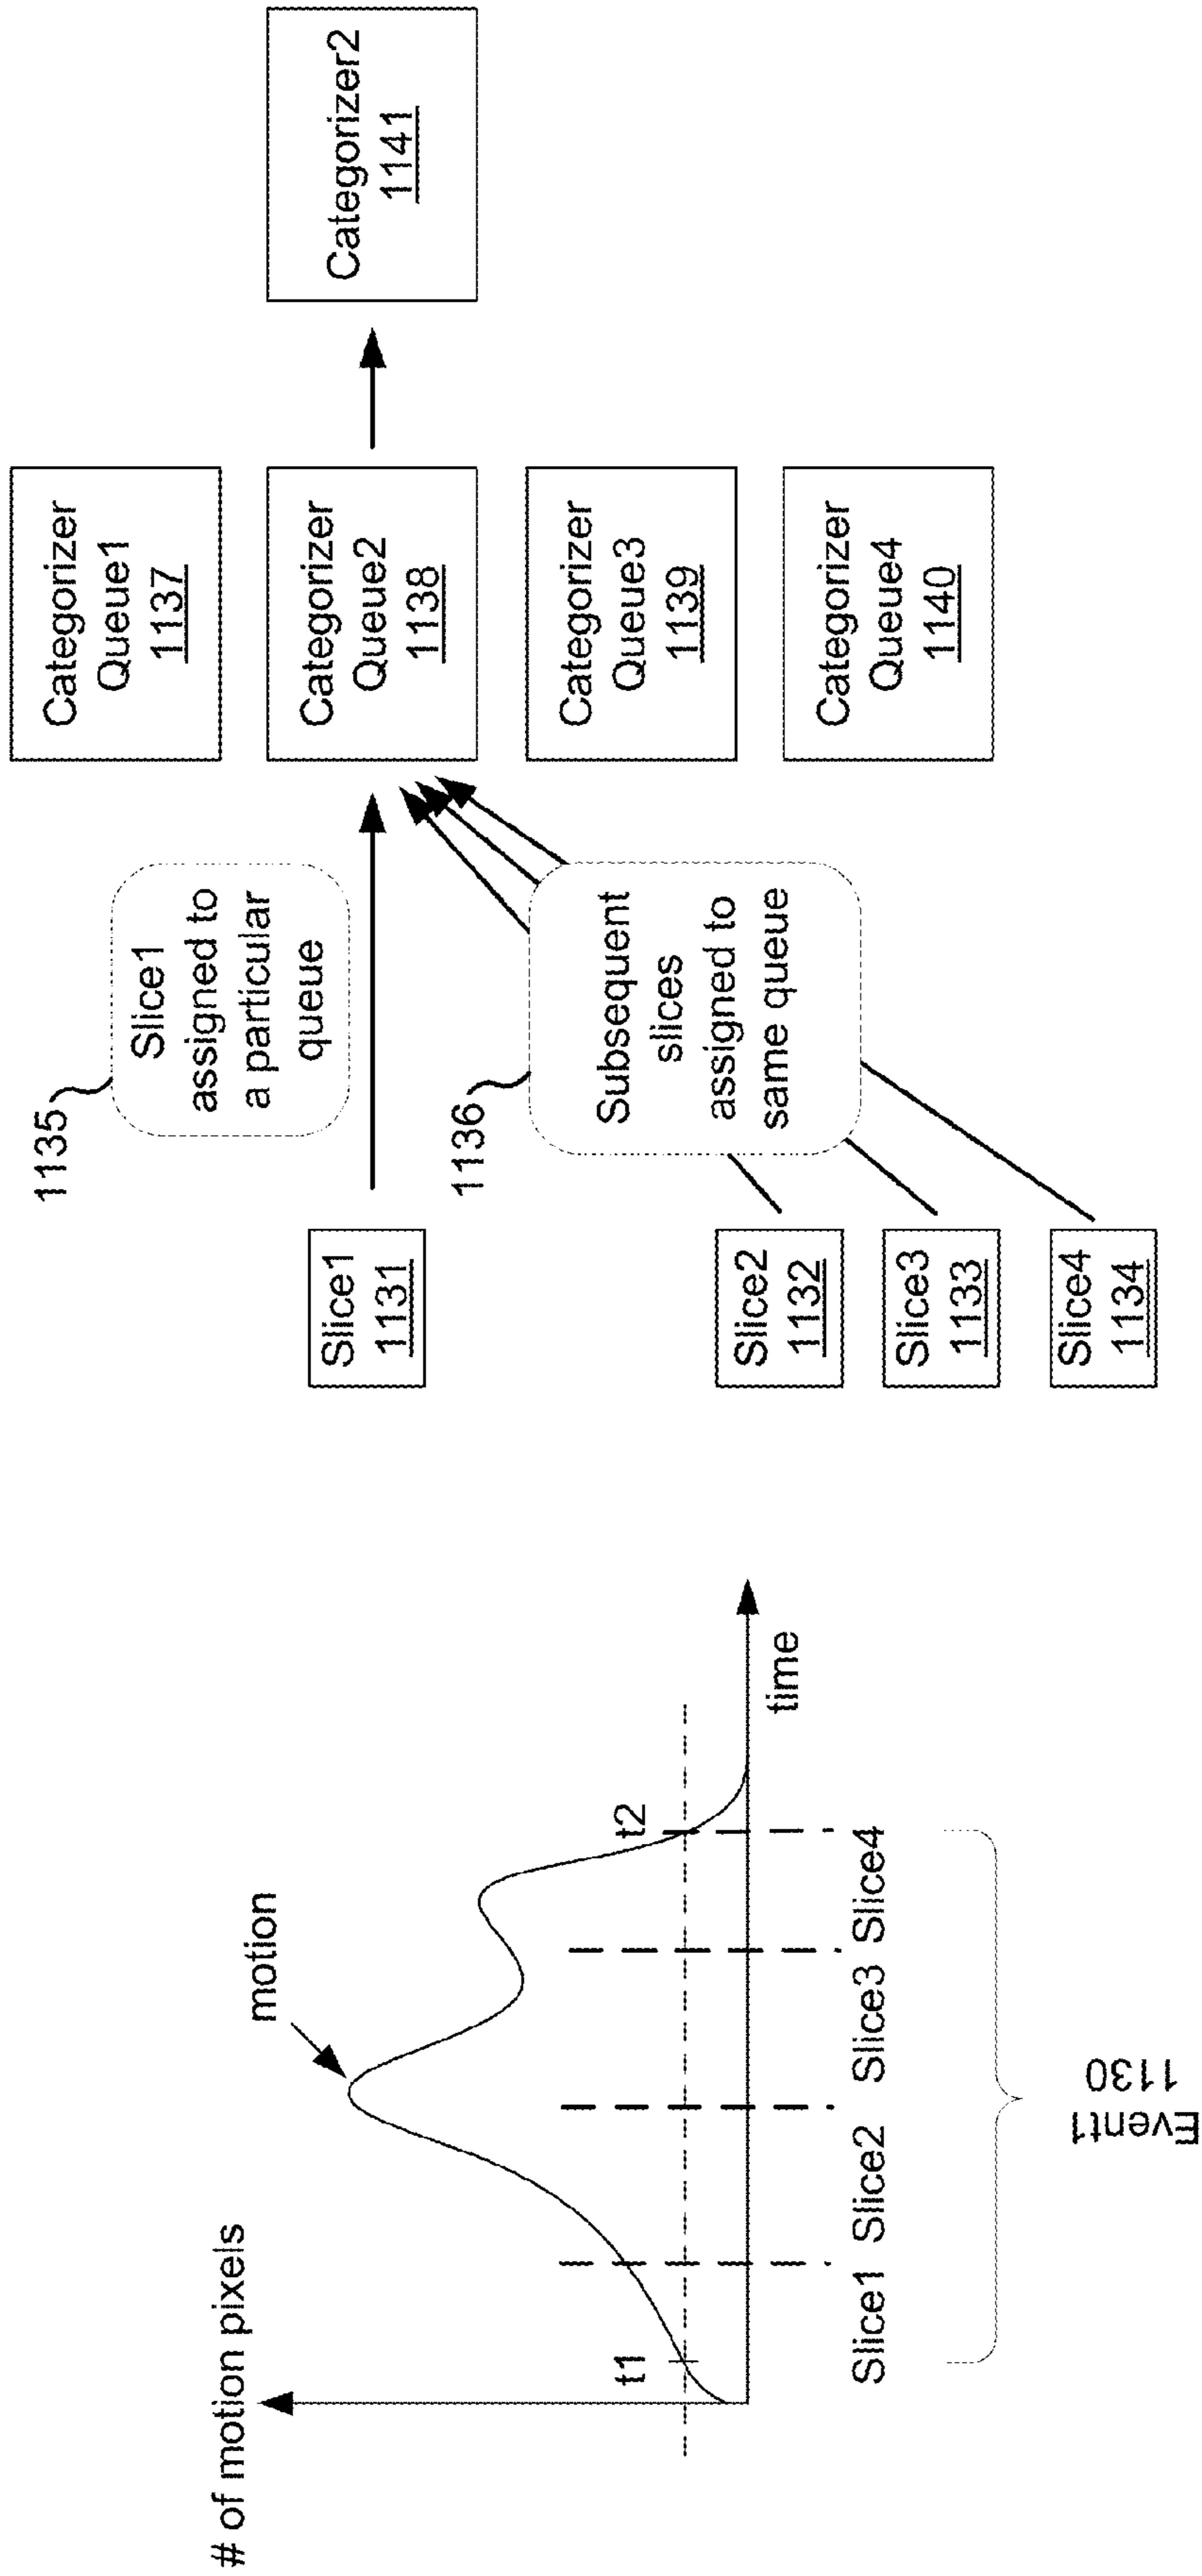 # of motion pixels
motion
t1
t2
time
Slice1
Slice2
Slice3
Slice4
Event1
1130
Slice1
1131
Slice2
1132
Slice3
1133
Slice4
1134
1135
Slice1
assigned to
a particular
queue
1136
Subsequent
slices
assigned to
same queue
Categorizer
Queue1
1137
Categorizer
Queue2
1138
Categorizer
Queue3
1139
Categorizer
Queue4
1140
Categorizer2
1141